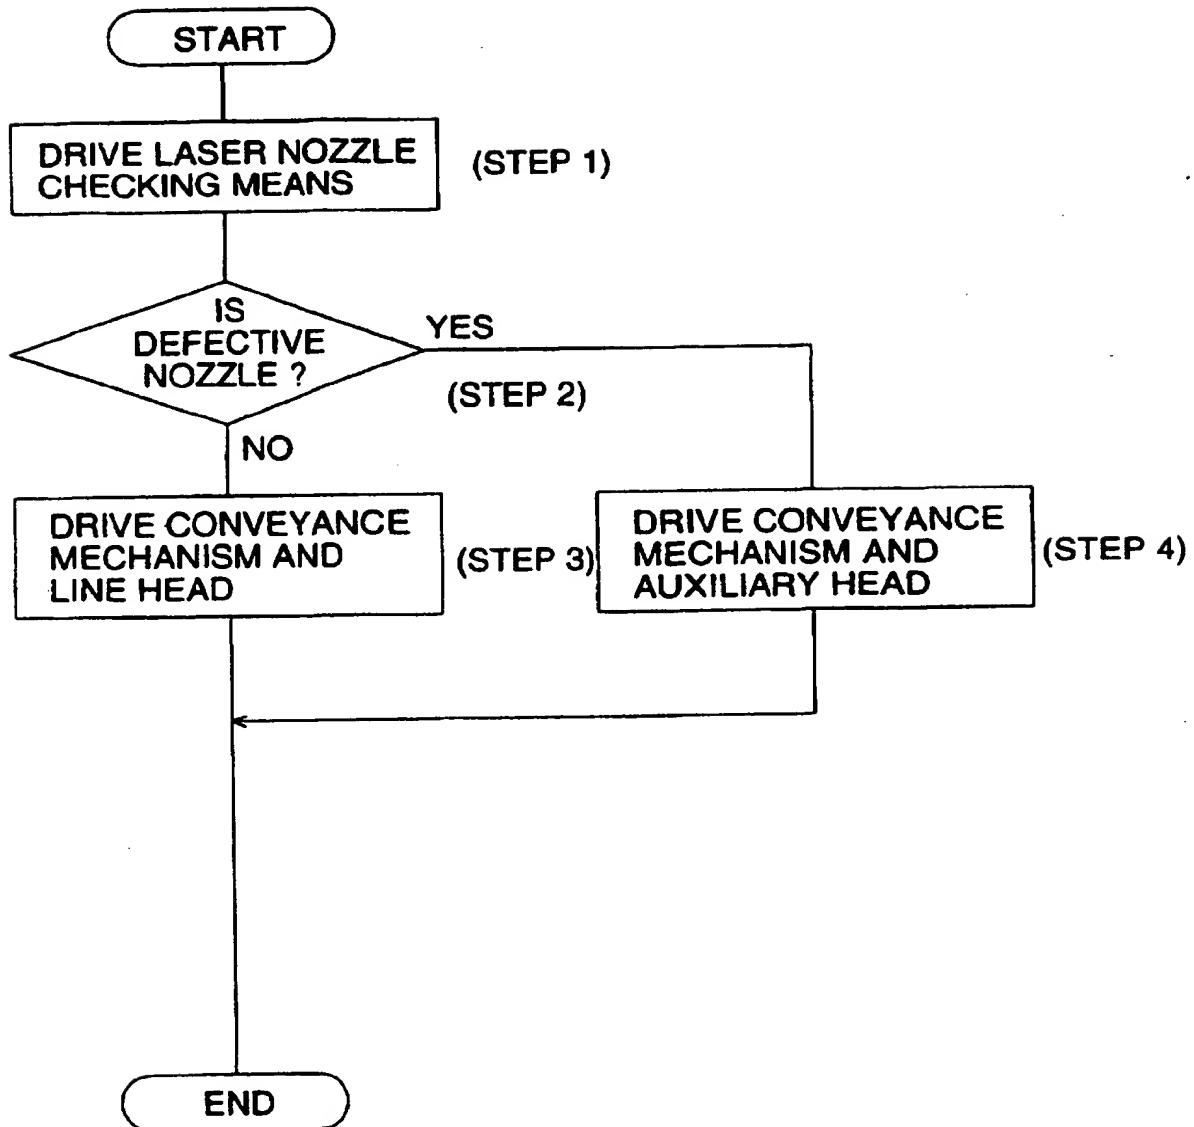 START
DRIVE LASER NOZZLE
CHECKING MEANS
(STEP 1)
IS
DEFECTIVE
NOZZLE ?
YES
(STEP 2)
NO
DRIVE CONVEYANCE
MECHANISM AND
LINE HEAD
(STEP 3)
DRIVE CONVEYANCE
MECHANISM AND
AUXILIARY HEAD
(STEP 4)
END